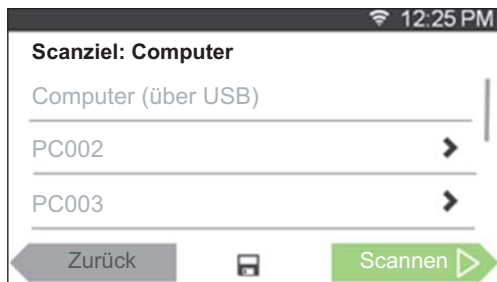 12:25 PM
Scanziel: Computer
Computer (über USB)
PC002
PC003
Zurück
Scannen